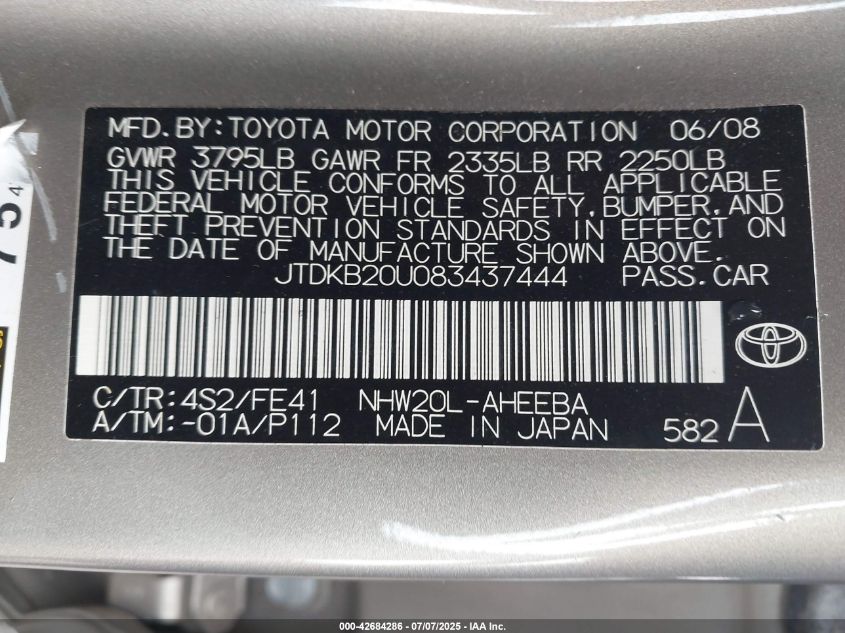 MFD.BY:TOYOTA MOTOR CORPORATION 06/08
GVWR 3795LB GAWR FR 2335LB RR 2250LB
THIS VEHICLE CONFORMS TO ALL APPLICABLE
FEDERAL MOTOR VEHICLE SAFETY,BUMPER,AND
THEFT PREVENTION STANDARDS IN EFFECT ON
THE DATE OF MANUFACTURE SHOWN ABOVE.
JTDKB20U083437444 PASS.CAR
C/TR:4S2/FE41 NHW20L-AHEEBA
A/TM:-01A/P112 MADE IN JAPAN 582 A
75 4
000-42684286 / 07/07/2025 - IAA Inc.